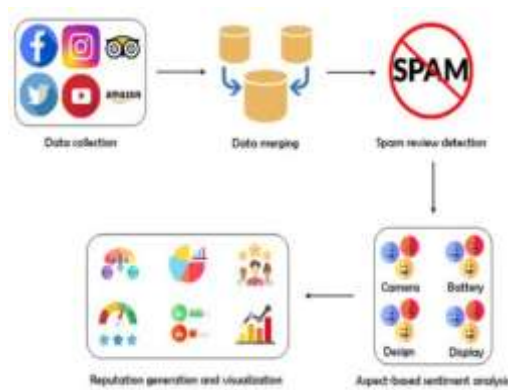 amazon
SPAM
Data collection
Data merging
Spam review detection
Camera
Battery
Design
Display
Reputation generation and visualization
Aspect-based sentiment analysis